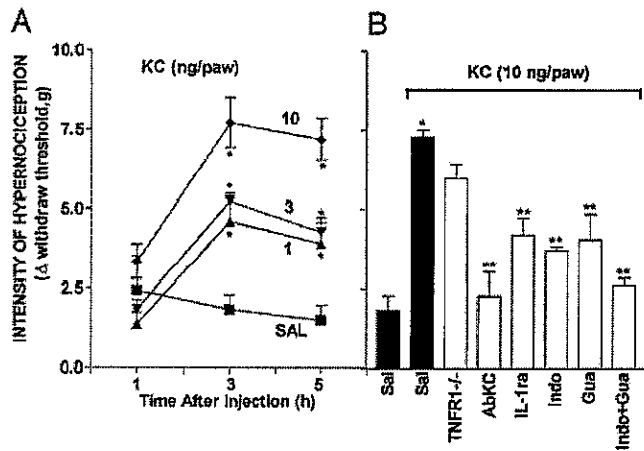 A
B
INTENSITY OF HYPERNOCICEPTION
(Δ withdraw threshold,g)
10.0
7.5
5.0
2.5
0.0
KC (ng/paw)
10
*
*
*
3
*
*
1
*
*
SAL
1
3
5
Time After Injection (h)
KC (10 ng/paw)
*
**
**
**
**
**
Sal
Sal
TNFR1-/-
AbKC
IL-1ra
Indo
Gua
Indo+Gua